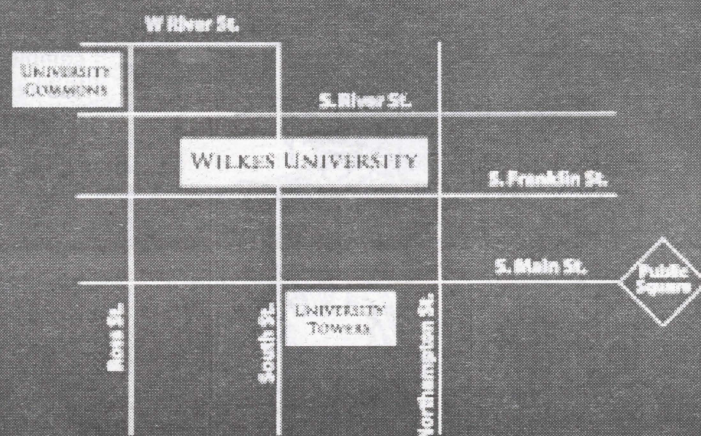 W River St.
UNIVERSITY
COMMONS
S. River St.
WILKES UNIVERSITY
S. Franklin St.
S. Main St.
Public
Square
UNIVERSITY
TOWERS
Ross St.
South St.
Northampton St.